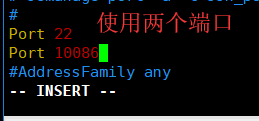 #
使用两个端口
Port 22
Port 10086
#AddressFamily any
-- INSERT --